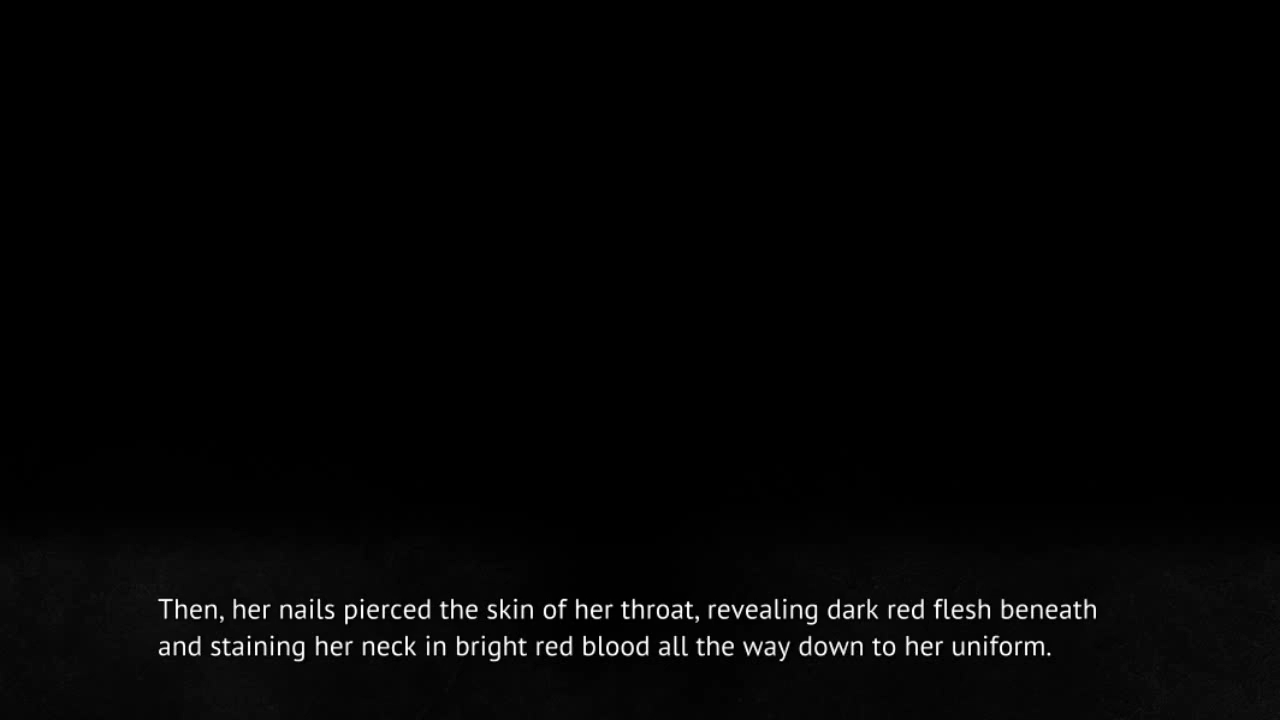 Then, her nails pierced the skin of her throat, revealing dark red flesh beneath
and staining her neck in bright red blood all the way down to her uniform.